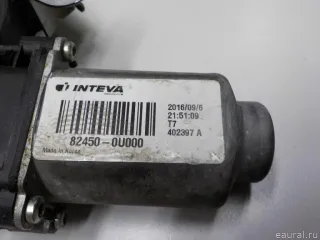 INTEVA
2016/09/5
21:51:09
T7
402397 A
82450-0U000
Made in Korea
© eaural.ru